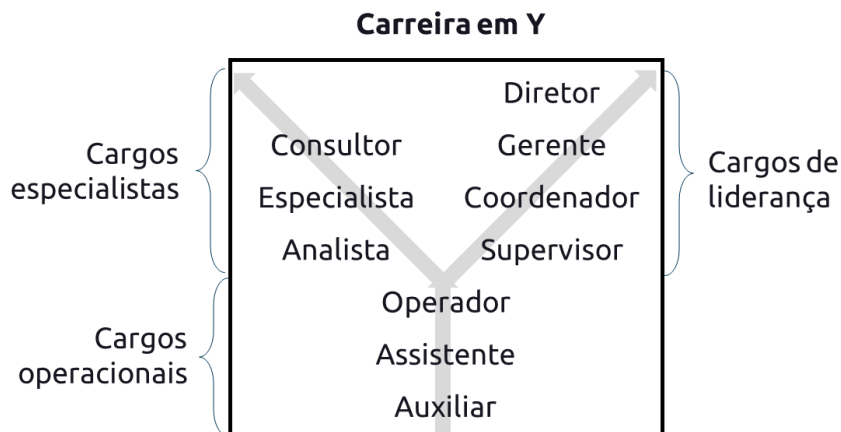 Carreira em Y
Diretor
Consultor Gerente
Cargos especialistas
Cargos de liderança
Especialista Coordenador
Analista Supervisor
Operador
Cargos operacionais
Assistente
Auxiliar